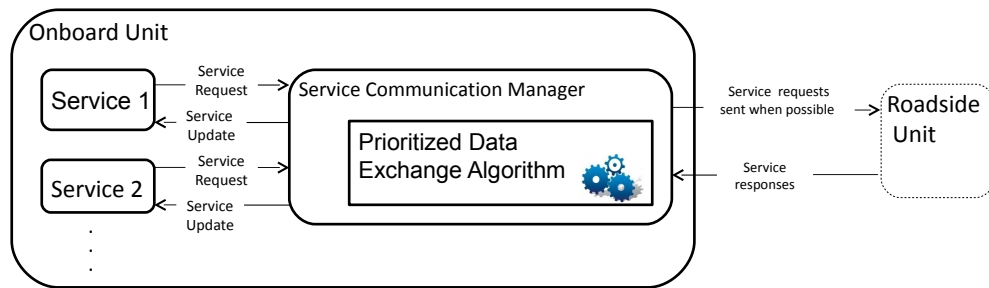 Onboard Unit
Service 1
Service
Request
Service
Update
Service 2
Service
Request
Service
Update
Service Communication Manager
Prioritized Data
Exchange Algorithm
Service requests
sent when possible
Service
responses
Roadside
Unit